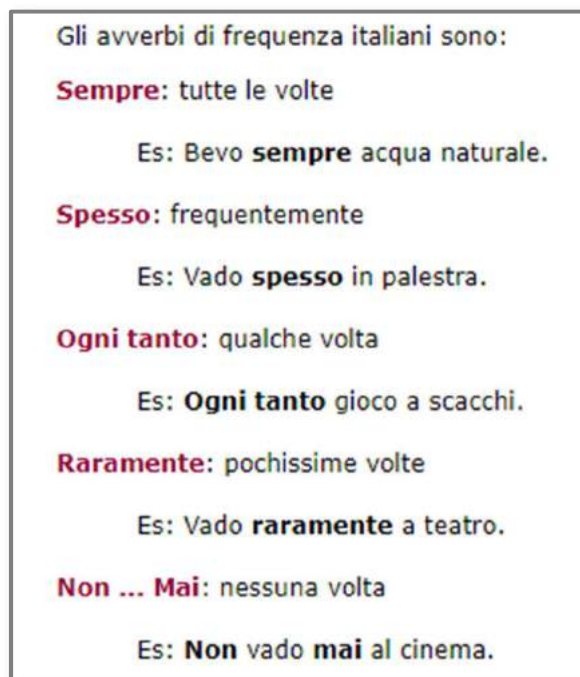 Gli avverbi di frequenza italiani sono:
Sempre: tutte le volte
Es: Bevo sempre acqua naturale.
Spesso: frequentemente
Es: Vado spesso in palestra.
Ogni tanto: qualche volta
Es: Ogni tanto gioco a scacchi.
Raramente: pochissime volte
Es: Vado raramente a teatro.
Non ... Mai: nessuna volta
Es: Non vado mai al cinema.